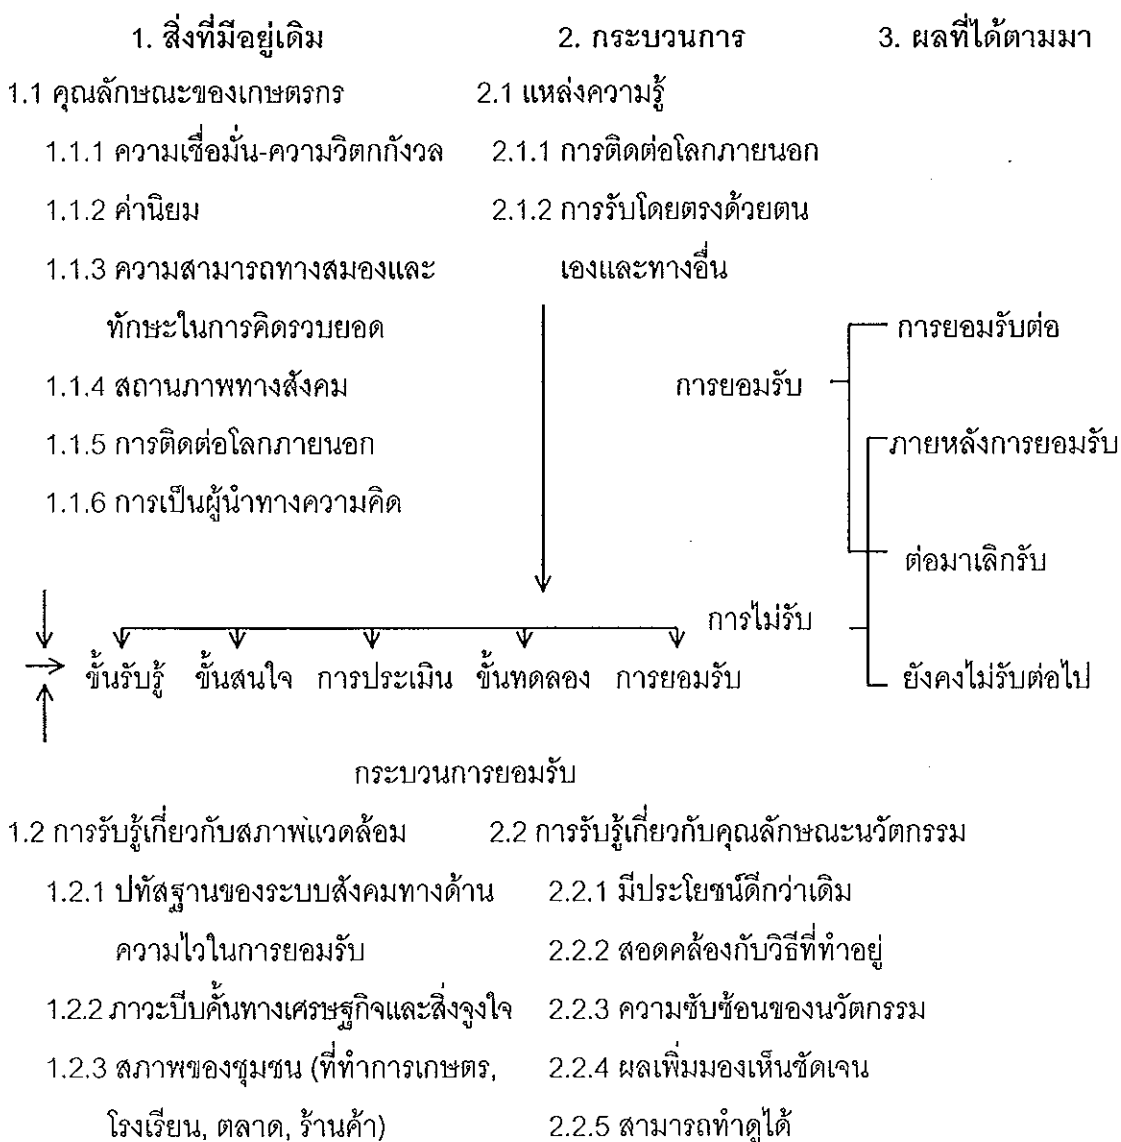 1. สิ่งที่มีอยู่เดิม 2. กระบวนการ 3. ผลที่ได้ตามมา
1.1 คุณลักษณะของเกษตรกร 2.1 แหล่งความรู้
1.1.1 ความเชื่อมั่น-ความวิตกกังวล 2.1.1 การติดต่อโลกภายนอก
1.1.2 ค่านิยม 2.1.2 การรับโดยตรงด้วยตน
1.1.3 ความสามารถทางสมองและ เองและทางอื่น
ทักษะในการคิดรวบยอด การยอมรับต่อ
1.1.4 สถานภาพทางสังคม การยอมรับ
1.1.5 การติดต่อโลกภายนอก ภายหลังการยอมรับ
1.1.6 การเป็นผู้นำทางความคิด
ต่อมาเลิกรับ
การไม่รับ
ขั้นรับรู้ ขั้นสนใจ การประเมิน ขั้นทดลอง การยอมรับ ยังคงไม่รับต่อไป
กระบวนการยอมรับ
1.2 การรับรู้เกี่ยวกับสภาพแวดล้อม 2.2 การรับรู้เกี่ยวกับคุณลักษณะนวัตกรรม
1.2.1 ปทัสฐานของระบบสังคมทางด้าน 2.2.1 มีประโยชน์ดีกว่าเดิม
ความไวในการยอมรับ 2.2.2 สอดคล้องกับวิธีที่ทำอยู่
1.2.2 ภาวะบีบคั้นทางเศรษฐกิจและสิ่งจูงใจ 2.2.3 ความซับซ้อนของนวัตกรรม
1.2.3 สภาพของชุมชน (ที่ทำการเกษตร, 2.2.4 ผลเพิ่มมองเห็นชัดเจน
โรงเรียน, ตลาด, ร้านค้า) 2.2.5 สามารถทำดูได้